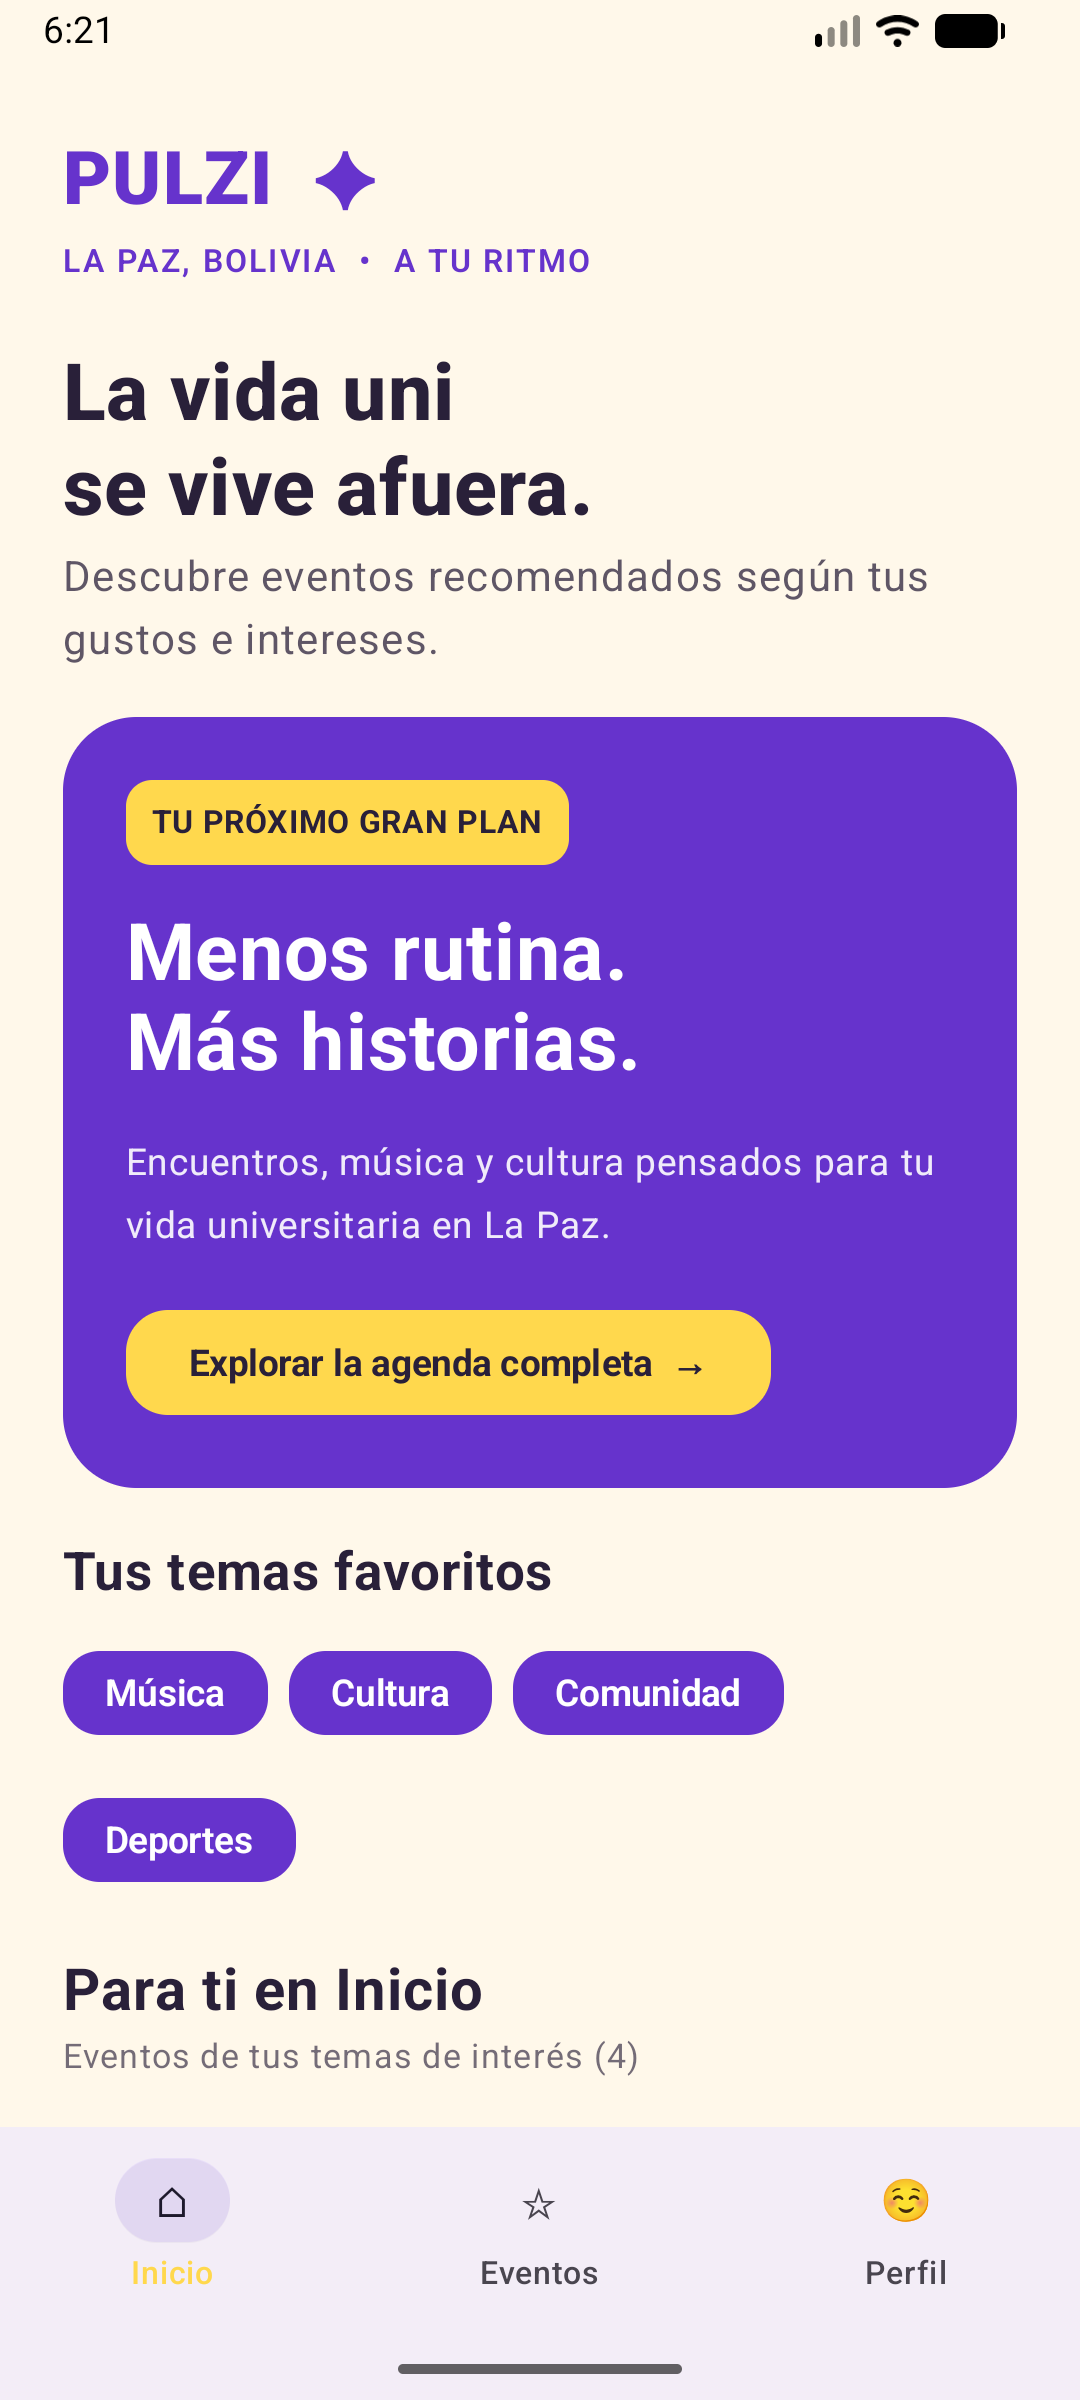 6:21
PULZI ✦
LA PAZ, BOLIVIA • A TU RITMO
La vida uni
se vive afuera.
Descubre eventos recomendados según tus
gustos e intereses.
TU PRÓXIMO GRAN PLAN
Menos rutina.
Más historias.
Encuentros, música y cultura pensados para tu
vida universitaria en La Paz.
Explorar la agenda completa →
Tus temas favoritos
Música Cultura Comunidad
Deportes
Para ti en Inicio
Eventos de tus temas de interés (4)
Inicio Eventos Perfil